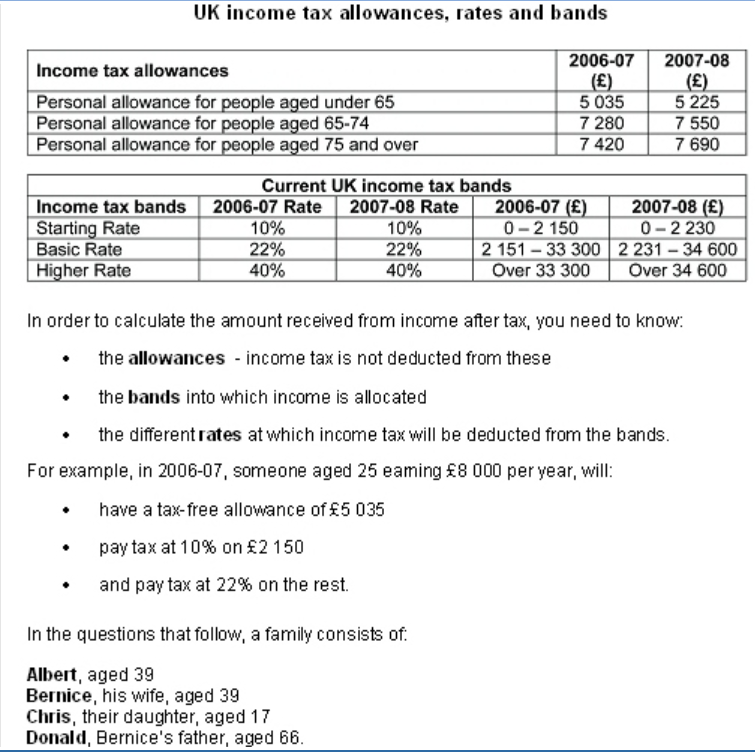 UK income tax allowances, rates and bands
Income tax allowances 2006-07 (£) 2007-08 (£)
Personal allowance for people aged under 65 5 035 5 225
Personal allowance for people aged 65-74 7 280 7 550
Personal allowance for people aged 75 and over 7 420 7 690
Current UK income tax bands
Income tax bands 2006-07 Rate 2007-08 Rate 2006-07 (£) 2007-08 (£)
Starting Rate 10% 10% 0 – 2 150 0 – 2 230
Basic Rate 22% 22% 2 151 – 33 300 2 231 – 34 600
Higher Rate 40% 40% Over 33 300 Over 34 600
In order to calculate the amount received from income after tax, you need to know:
• the allowances - income tax is not deducted from these
• the bands into which income is allocated
• the different rates at which income tax will be deducted from the bands.
For example, in 2006-07, someone aged 25 earning £8 000 per year, will:
• have a tax-free allowance of £5 035
• pay tax at 10% on £2 150
• and pay tax at 22% on the rest.
In the questions that follow, a family consists of:
Albert, aged 39
Bernice, his wife, aged 39
Chris, their daughter, aged 17
Donald, Bernice's father, aged 66.